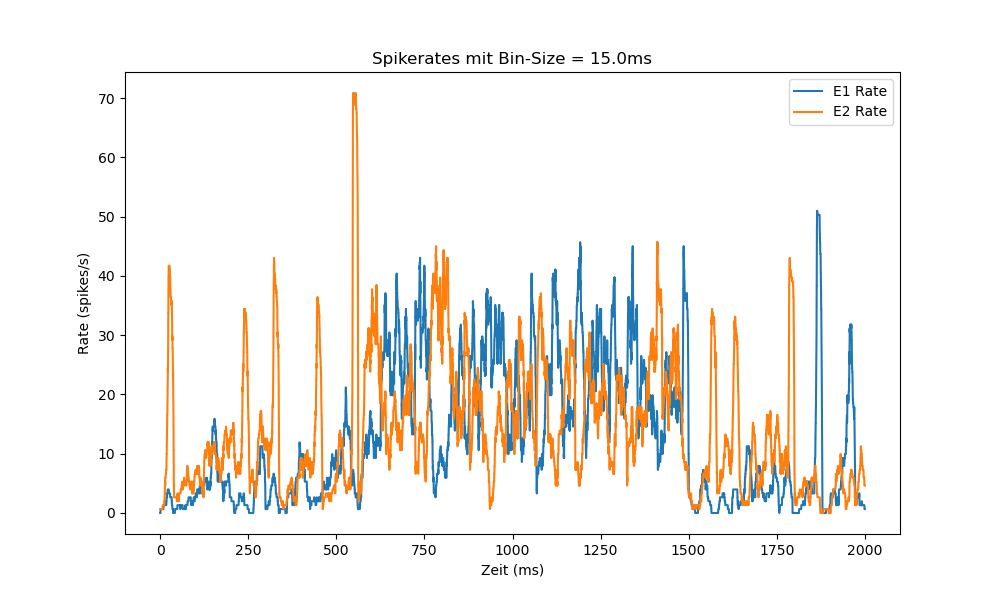 Spikerates mit Bin-Size = 15.0ms
E1 Rate
E2 Rate
70
60
50
40
30
20
10
0
Rate (spikes/s)
0 250 500 750 1000 1250 1500 1750 2000
Zeit (ms)